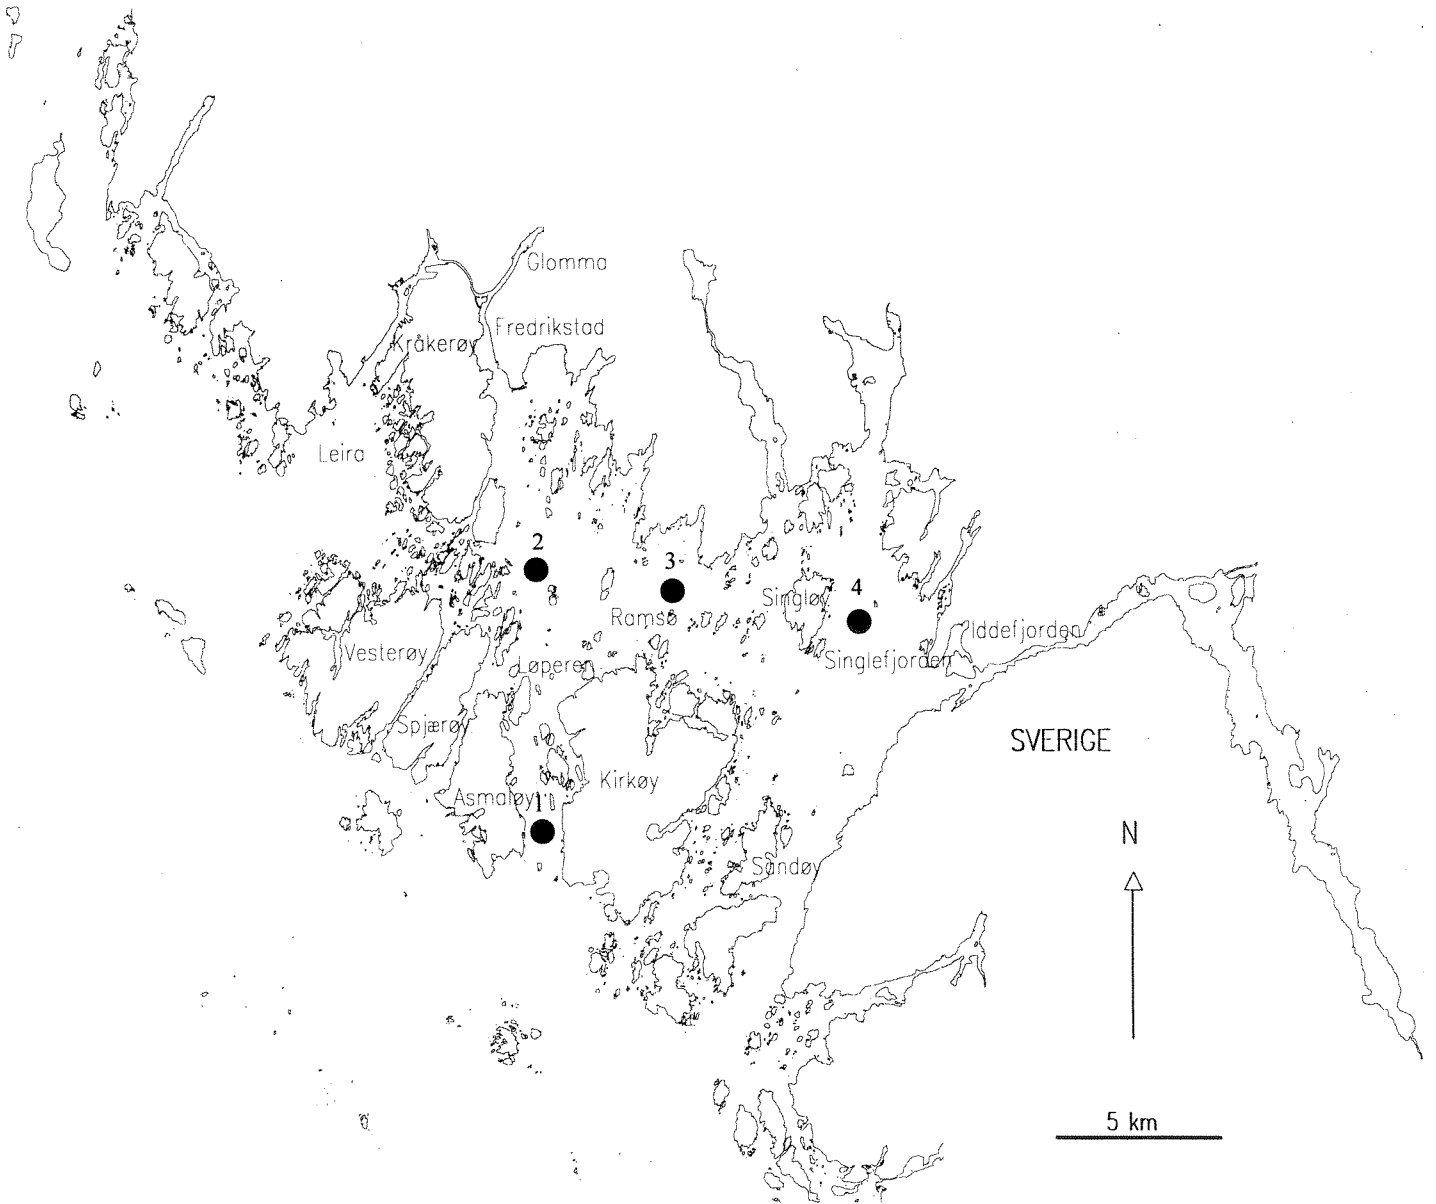 Glomma
Fredrikstad
Kråkerøy
Leira
2
3
4
Singløy
Ramsø
Iddefjorden
Vesterøy
Løperen
Singlefjorden
Spjærøy
SVERIGE
Kirkøy
Asmaløy
1
N
Sandøy
5 km